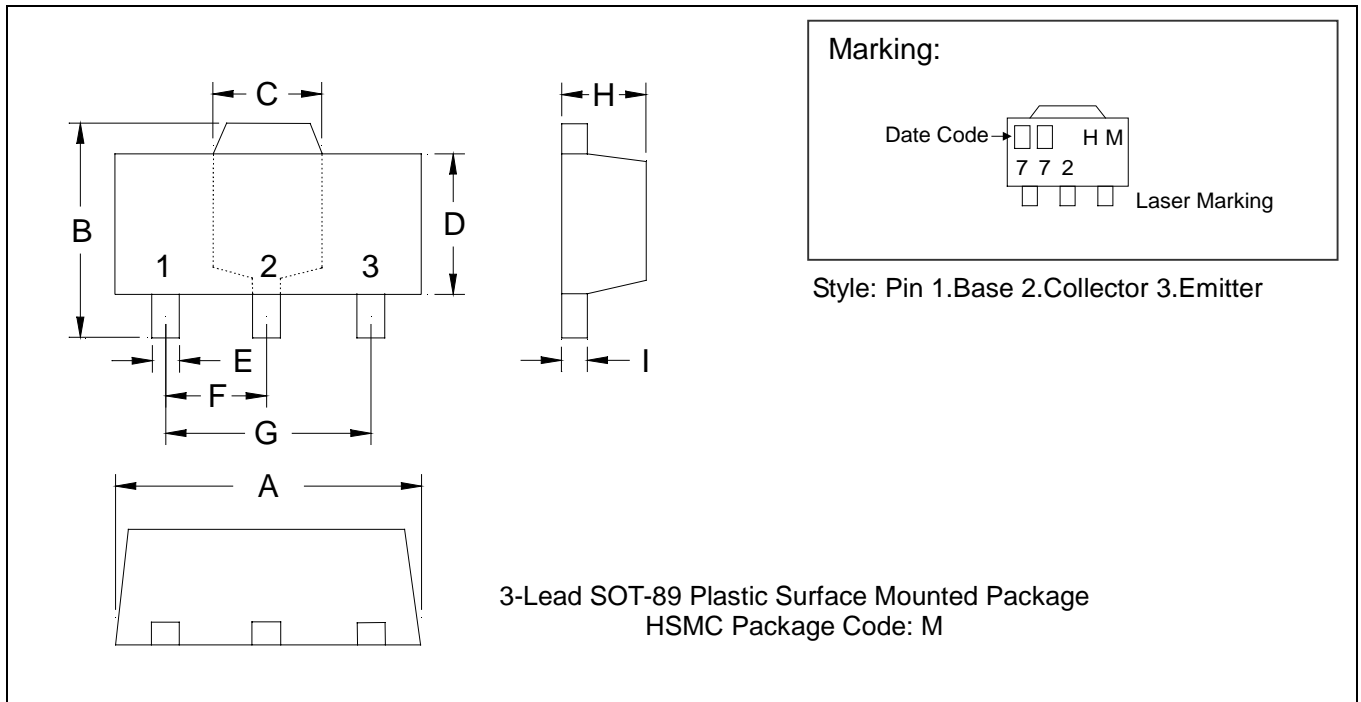 C
H
B
D
1 2 3
E
I
F
G
A
Marking:
Date Code
H M
7 7 2
Laser Marking
Style: Pin 1.Base 2.Collector 3.Emitter
3-Lead SOT-89 Plastic Surface Mounted Package
HSMC Package Code: M